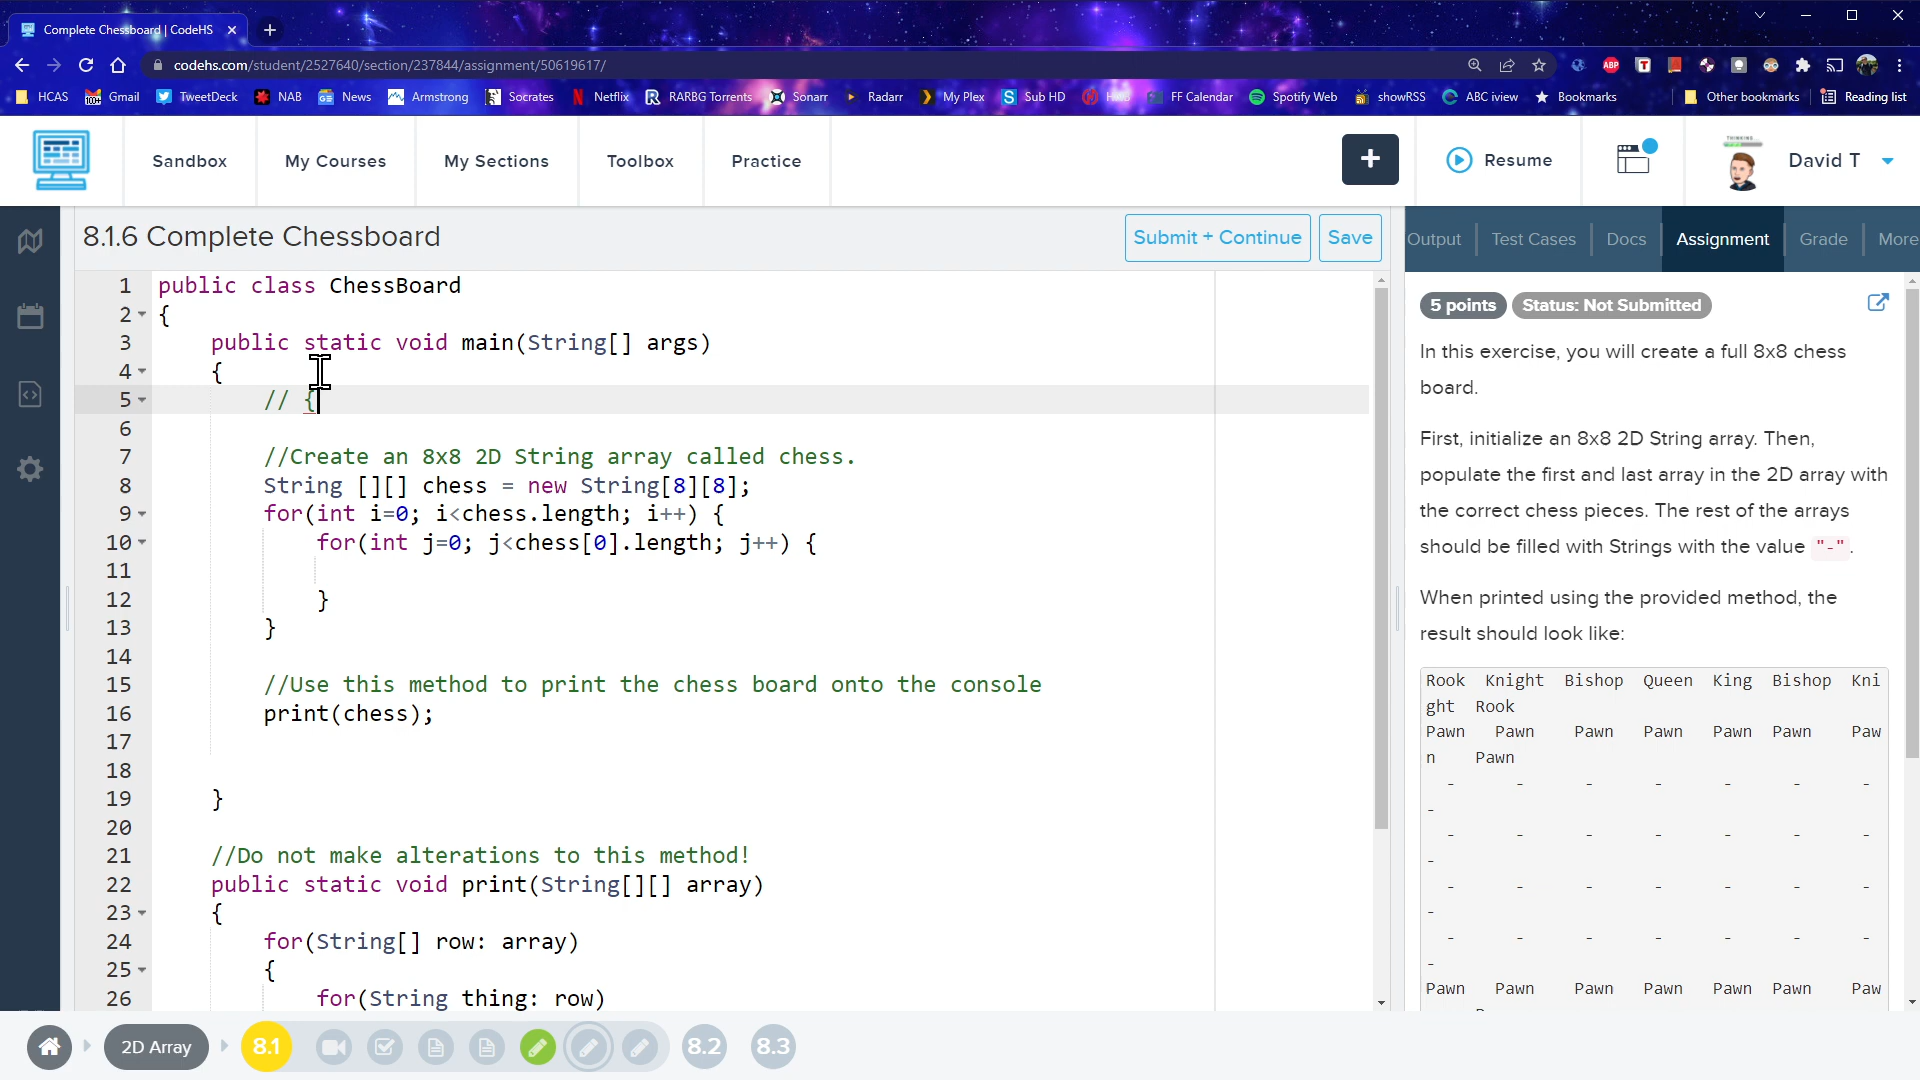 Complete Chessboard | CodeHS
codehs.com/student/2527640/section/237844/assignment/50619617/
HCAS Gmail TweetDeck NAB News Armstrong Socrates Netflix RARBG Torrents Sonarr Radarr My Plex Sub HD FF Calendar Spotify Web showRSS ABC iview Bookmarks Other bookmarks Reading list
Sandbox My Courses My Sections Toolbox Practice + Resume David T
8.1.6 Complete Chessboard Submit + Continue Save
Output Test Cases Docs Assignment Grade More
1 public class ChessBoard
2 {
3 public static void main(String[] args)
4 {
5 // {
6
7 //Create an 8x8 2D String array called chess.
8 String [][] chess = new String[8][8];
9 for(int i=0; i<chess.length; i++) {
10 for(int j=0; j<chess[0].length; j++) {
11
12 }
13 }
14
15 //Use this method to print the chess board onto the console
16 print(chess);
17
18
19 }
20
21 //Do not make alterations to this method!
22 public static void print(String[][] array)
23 {
24 for(String[] row: array)
25 {
26 for(String thing: row)
5 points Status: Not Submitted
In this exercise, you will create a full 8x8 chess
board.
First, initialize an 8x8 2D String array. Then,
populate the first and last array in the 2D array with
the correct chess pieces. The rest of the arrays
should be filled with Strings with the value "-".
When printed using the provided method, the
result should look like:
Rook Knight Bishop Queen King Bishop Kni
ght Rook
Pawn Pawn Pawn Pawn Pawn Pawn Paw
n Pawn
- - - - - - -
-
- - - - - - -
-
- - - - - - -
-
- - - - - - -
-
Pawn Pawn Pawn Pawn Pawn Pawn Paw
2D Array 8.1 8.2 8.3